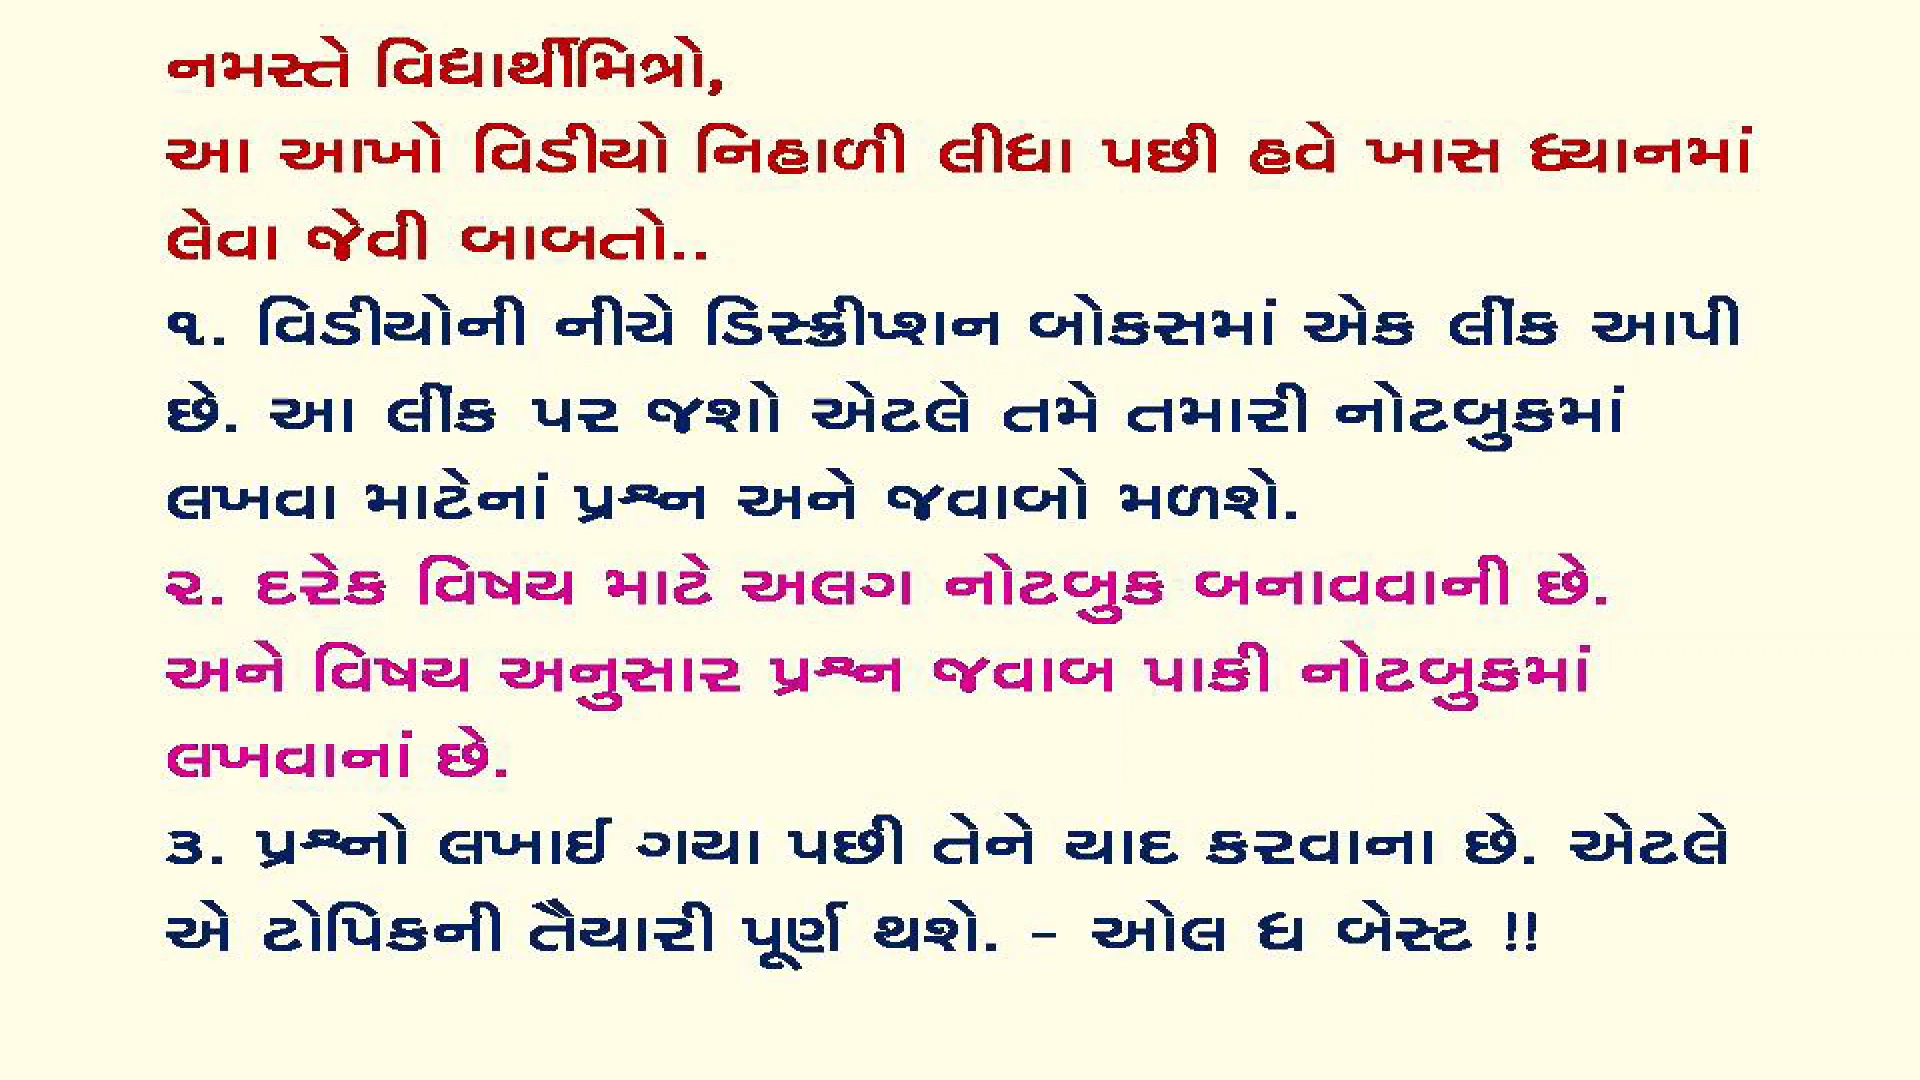 નમસ્તે વિદ્યાર્થીમિત્રો,
આ આખો વિડીયો નિહાળી લીધા પછી હવે ખાસ ધ્યાનમાં
લેવા જેવી બાબતો..
૧. વિડીયોની નીચે ડિસ્ક્રીપ્શન બોક્સમાં એક લીંક આપી
છે. આ લીંક પર જશો એટલે તમે તમારી નોટબુકમાં
લખવા માટેનાં પ્રશ્ન અને જવાબો મળશે.
૨. દરેક વિષય માટે અલગ નોટબુક બનાવવાની છે.
અને વિષય અનુસાર પ્રશ્ન જવાબ પાકી નોટબુકમાં
લખવાનાં છે.
૩. પ્રશ્નો લખાઈ ગયા પછી તેને યાદ કરવાના છે. એટલે
એ ટોપિકની તૈયારી પૂર્ણ થશે. - ઓલ ધ બેસ્ટ !!